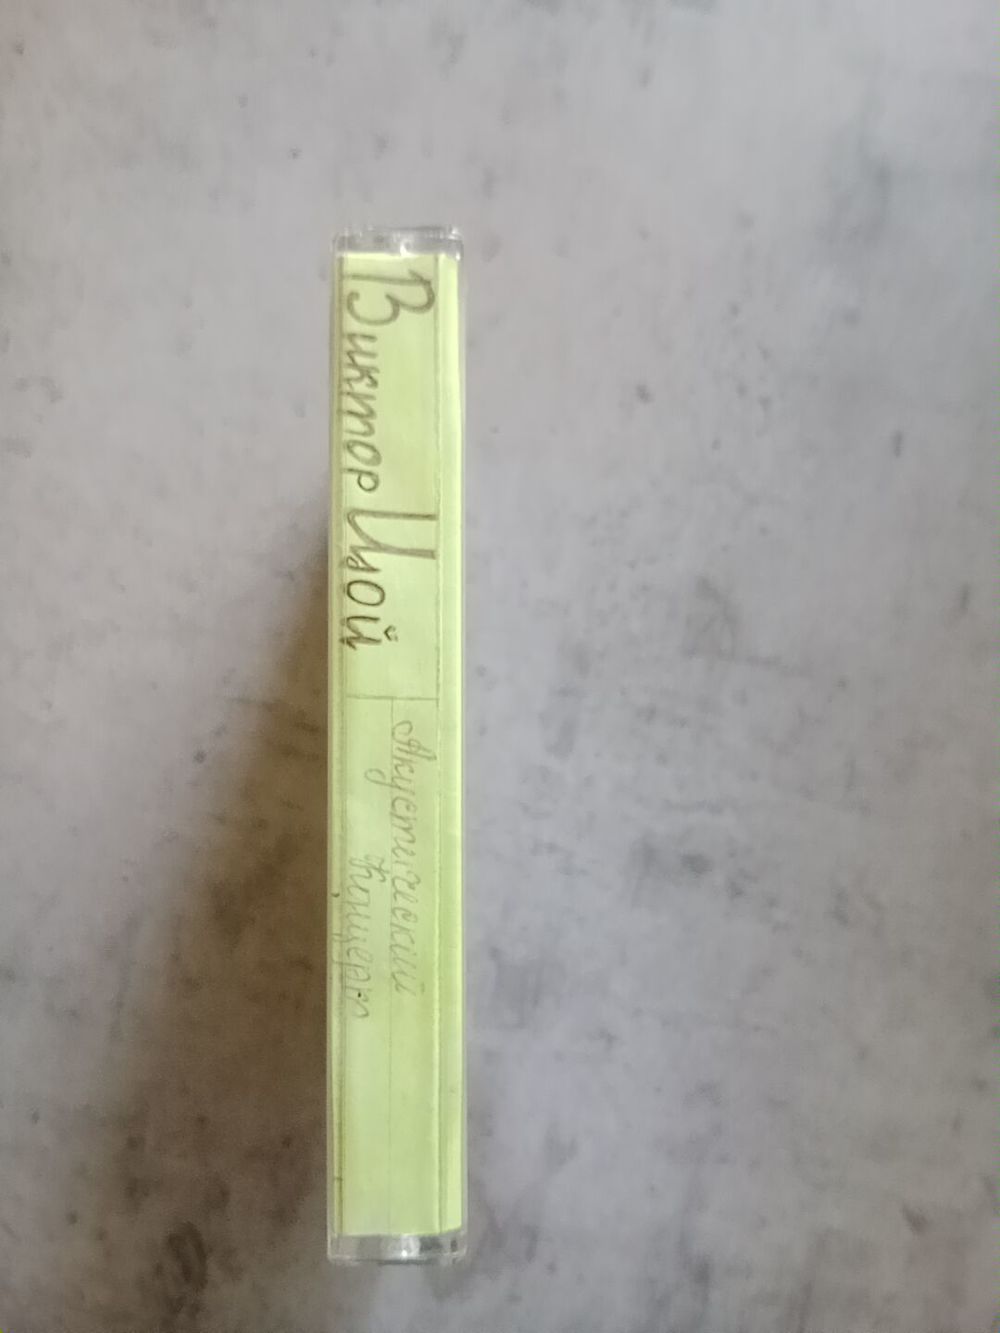 Виктор Цой
Акустический
концерт